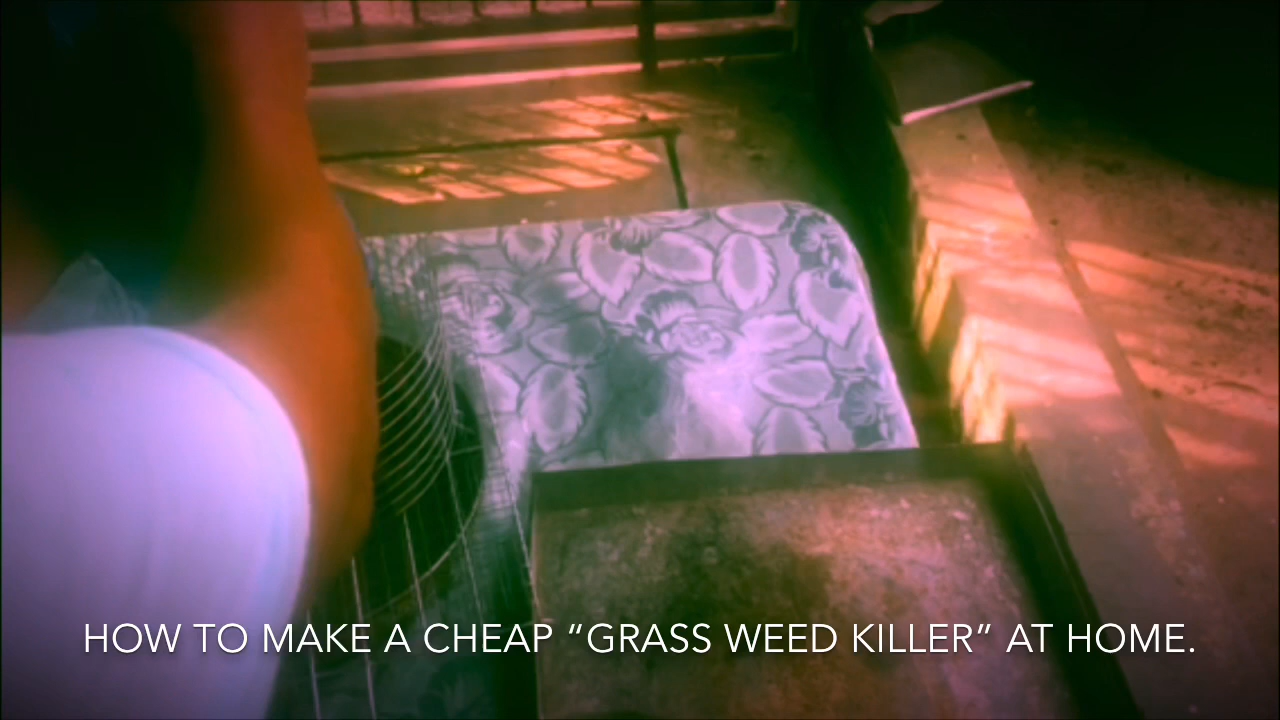 HOW TO MAKE A CHEAP “GRASS WEED KILLER” AT HOME.